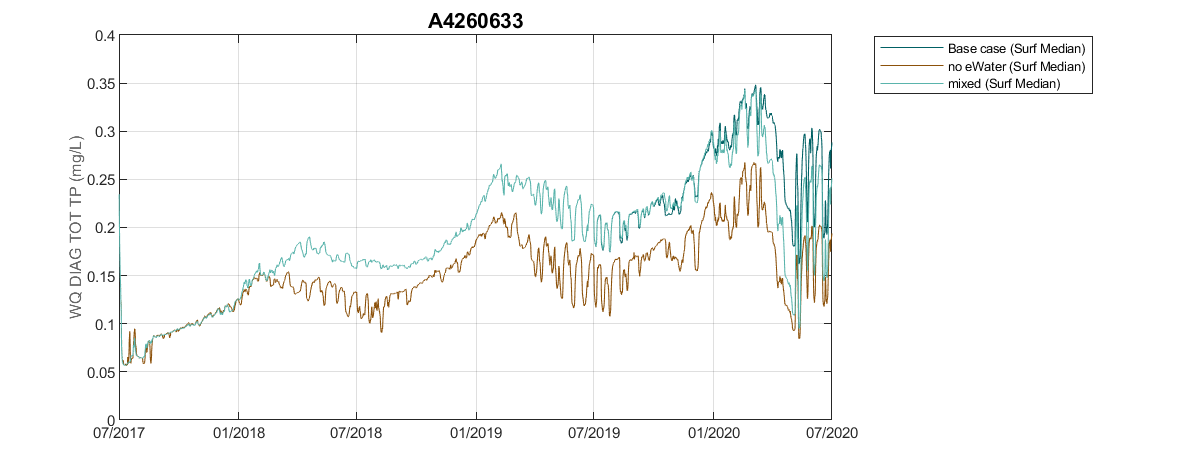 A4260633
0.4
0.35
0.3
0.25
0.2
0.15
0.1
0.05
0
WQ DIAG TOT TP (mg/L)
07/2017 01/2018 07/2018 01/2019 07/2019 01/2020 07/2020
Base case (Surf Median)
no eWater (Surf Median)
mixed (Surf Median)